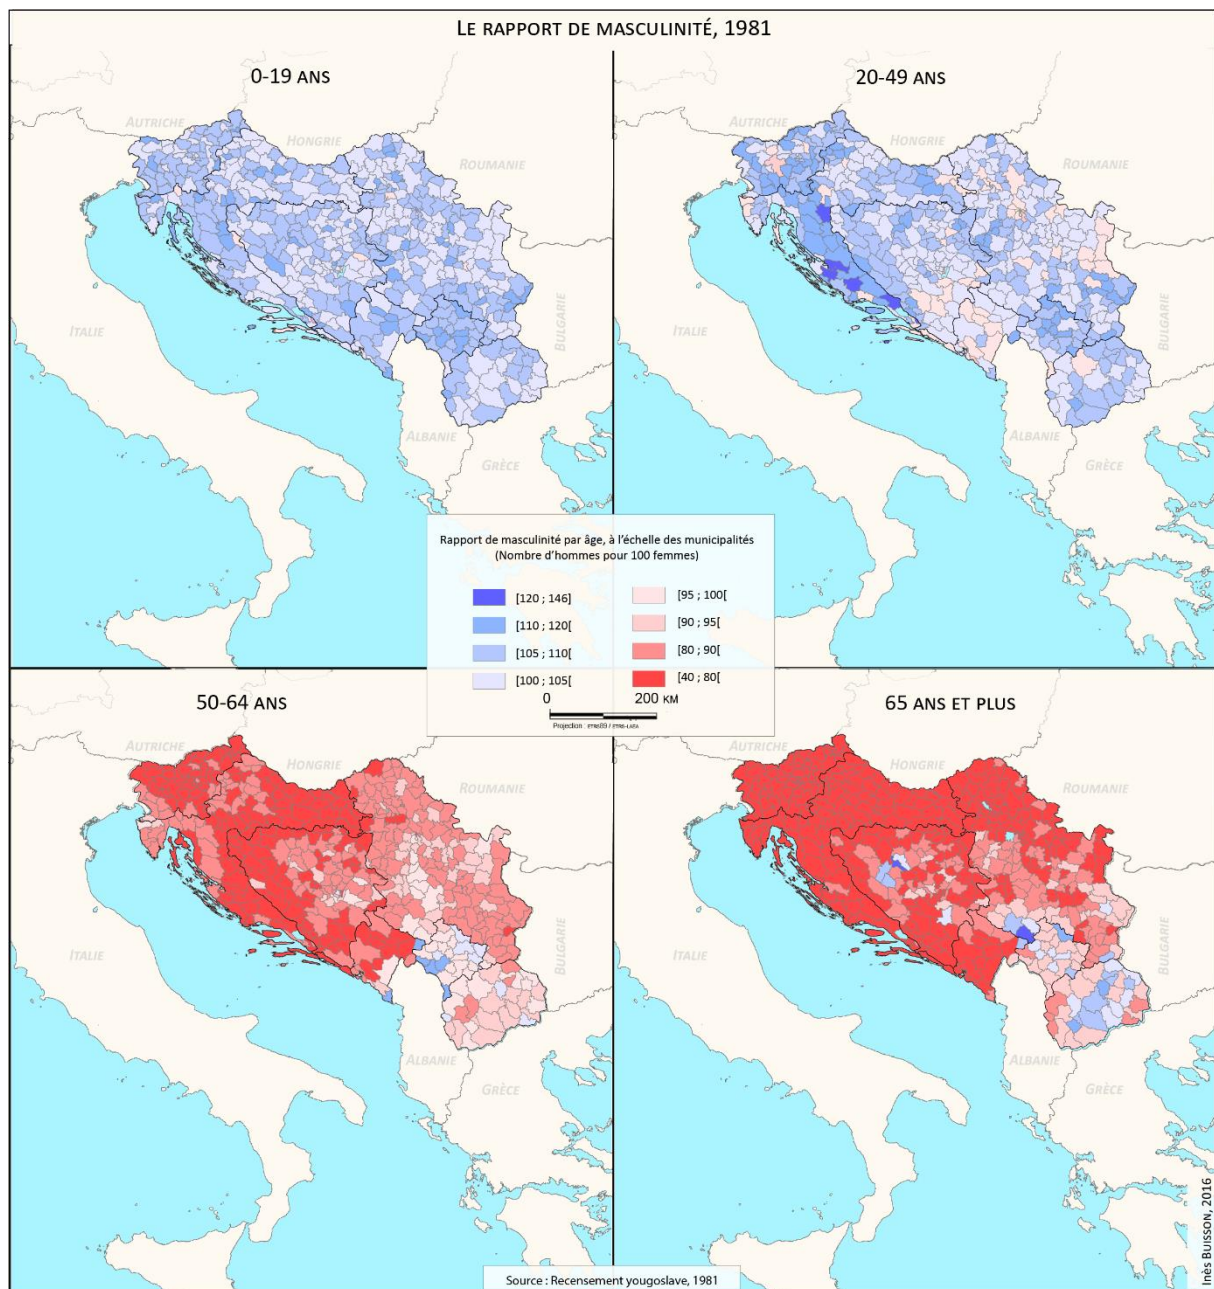 LE RAPPORT DE MASCULINITÉ, 1981
0-19 ANS
AUTRICHE
HONGRIE
ROUMANIE
ITALIE
BULGARIE
ALBANIE
GRÈCE
20-49 ANS
AUTRICHE
HONGRIE
ROUMANIE
ITALIE
BULGARIE
ALBANIE
GRÈCE
Rapport de masculinité par âge, à l'échelle des municipalités
(Nombre d'hommes pour 100 femmes)
[120 ; 146]
[110 ; 120[
[105 ; 110[
[100 ; 105[
[95 ; 100[
[90 ; 95[
[80 ; 90[
[40 ; 80[
0 200 KM
Projection : ETRS89 / ETRS-LAEA
50-64 ANS
AUTRICHE
HONGRIE
ROUMANIE
ITALIE
BULGARIE
ALBANIE
GRÈCE
65 ANS ET PLUS
AUTRICHE
HONGRIE
ROUMANIE
ITALIE
BULGARIE
ALBANIE
GRÈCE
Source : Recensement yougoslave, 1981
Inès BUISSON, 2016